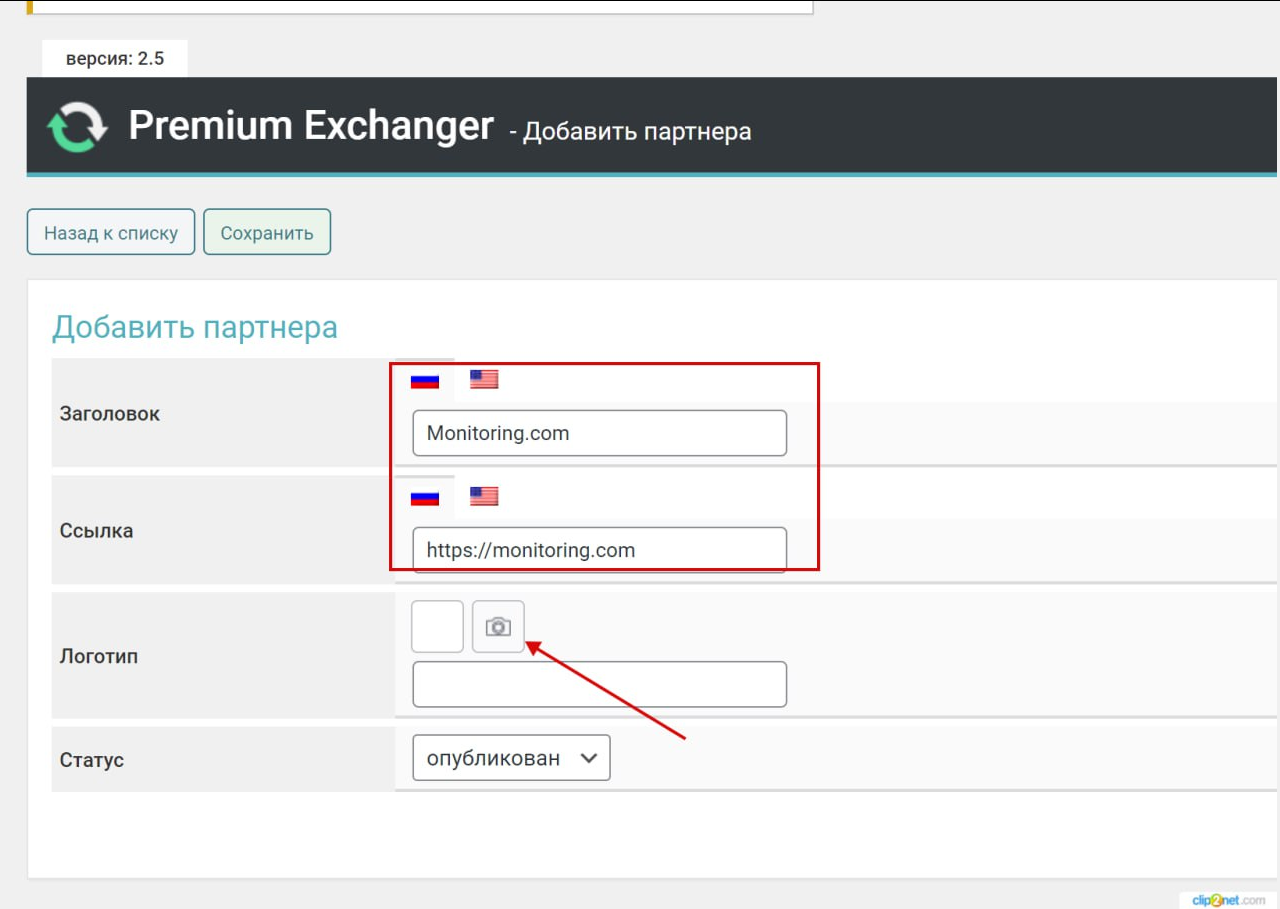 версия: 2.5
Premium Exchanger - Добавить партнера
Назад к списку Сохранить
Добавить партнера
Заголовок
Monitoring.com
Ссылка
https://monitoring.com
Логотип
Статус
опубликован
clip2net.com